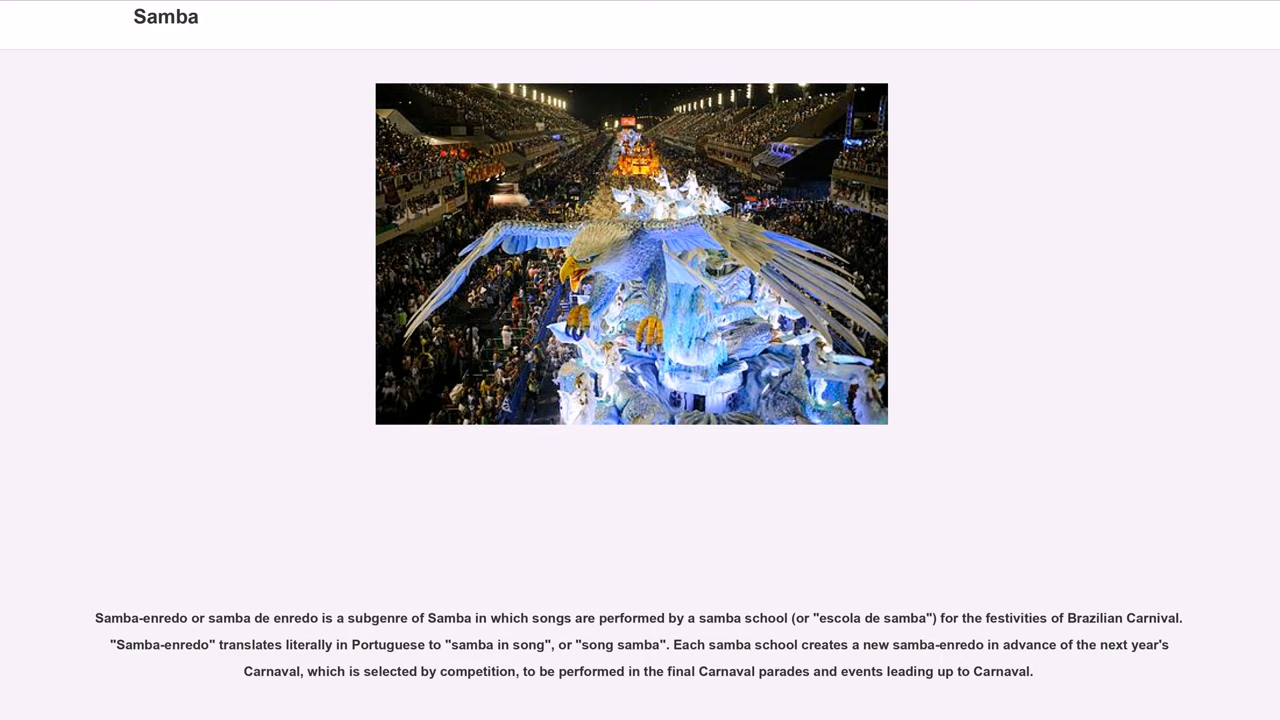 Samba
Samba-enredo or samba de enredo is a subgenre of Samba in which songs are performed by a samba school (or "escola de samba") for the festivities of Brazilian Carnival.
"Samba-enredo" translates literally in Portuguese to "samba in song", or "song samba". Each samba school creates a new samba-enredo in advance of the next year's
Carnaval, which is selected by competition, to be performed in the final Carnaval parades and events leading up to Carnaval.